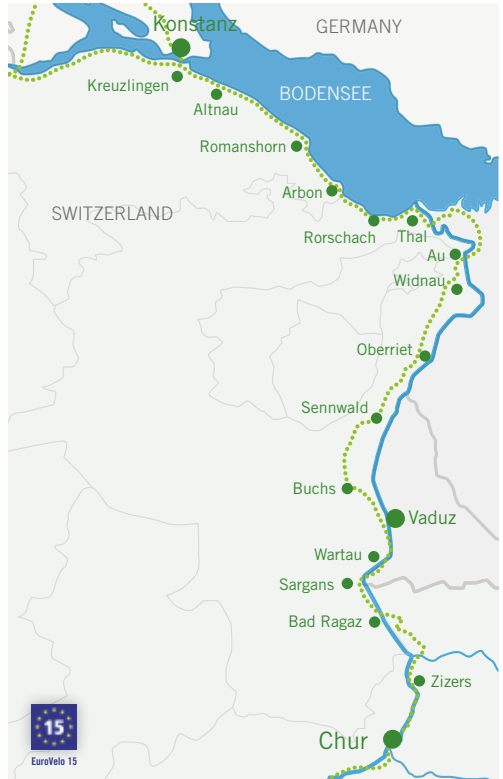 GERMANY
Konstanz
Kreuzlingen
BODENSEE
Altnau
Romanshorn
Arbon
SWITZERLAND
Rorschach
Thal
Au
Widnau
Oberriet
Sennwald
Buchs
Vaduz
Wartau
Sargans
Bad Ragaz
Zizers
Chur
15
EuroVelo 15